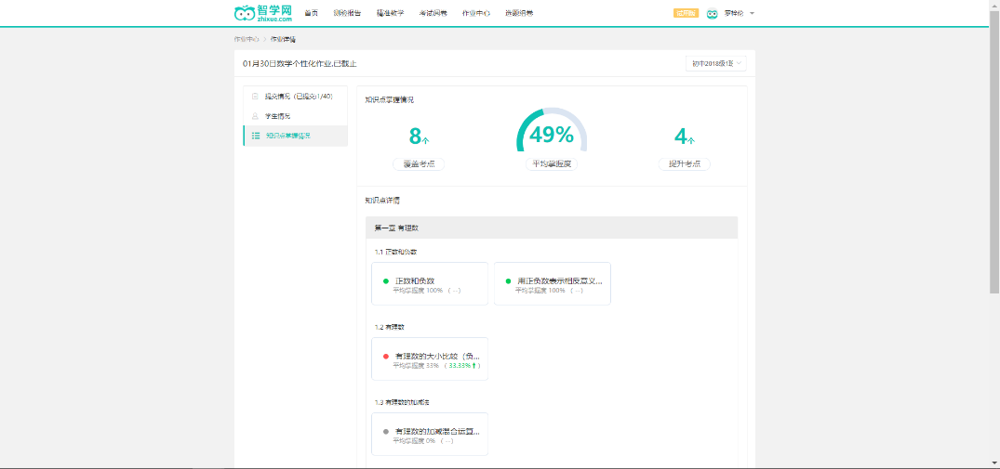 智学网
zhixue.com
首页 测验报告 精准教学 考试阅卷 作业中心 选题组卷
试用版
罗栓伦
作业中心 > 作业详情
01月30日数学个性化作业,已截止
初中2018级1班
提交情况（已提交:1/40）
学生情况
知识点掌握情况
知识点掌握情况
8个
49%
4个
覆盖考点
平均掌握度
提升考点
知识点详情
第一章 有理数
1.1 正数和负数
正数和负数
平均掌握度 100% （ --）
用正负数表示相反意义...
平均掌握度 100% （ --）
1.2 有理数
有理数的大小比较（负...
平均掌握度 33% （ 33.33%↑ ）
1.3 有理数的加减法
有理数的加减混合运算...
平均掌握度 0% （ --）